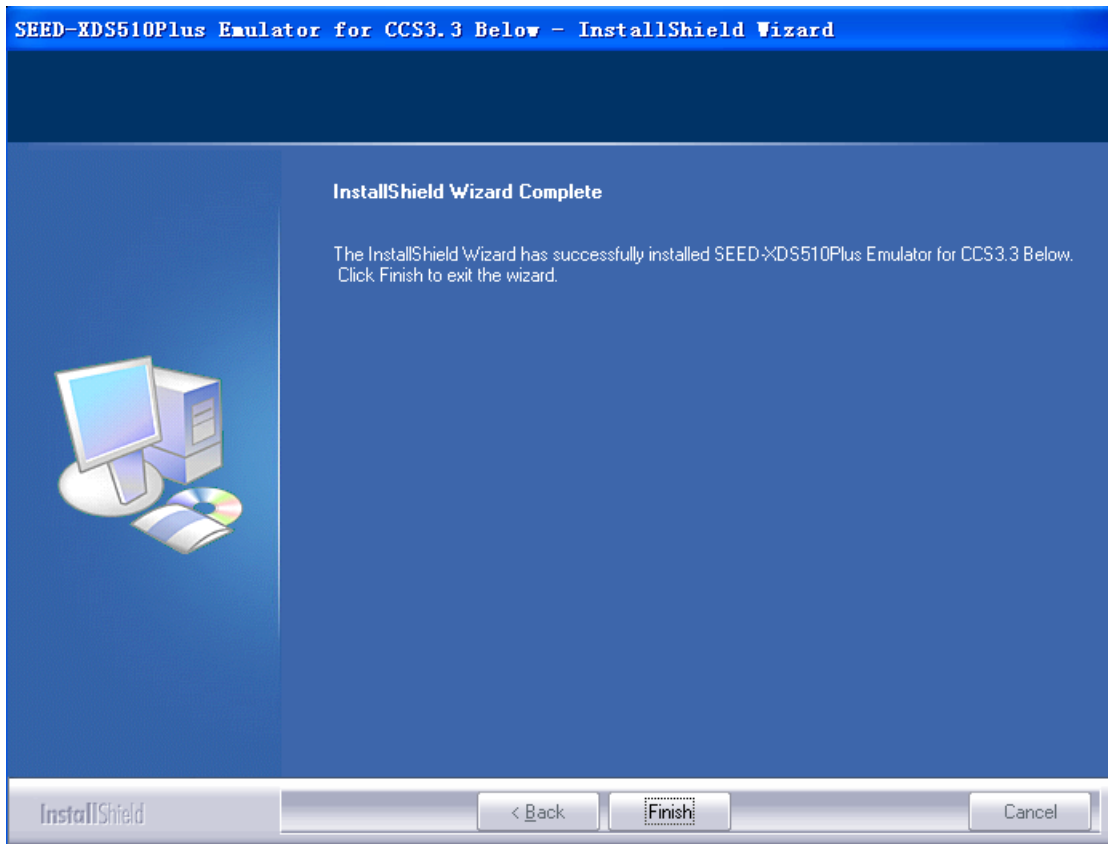 SEED-XDS510Plus Emulator for CCS3.3 Below - InstallShield Wizard
InstallShield Wizard Complete
The InstallShield Wizard has successfully installed SEED-XDS510Plus Emulator for CCS3.3 Below.
Click Finish to exit the wizard.
InstallShield
< Back
Finish
Cancel